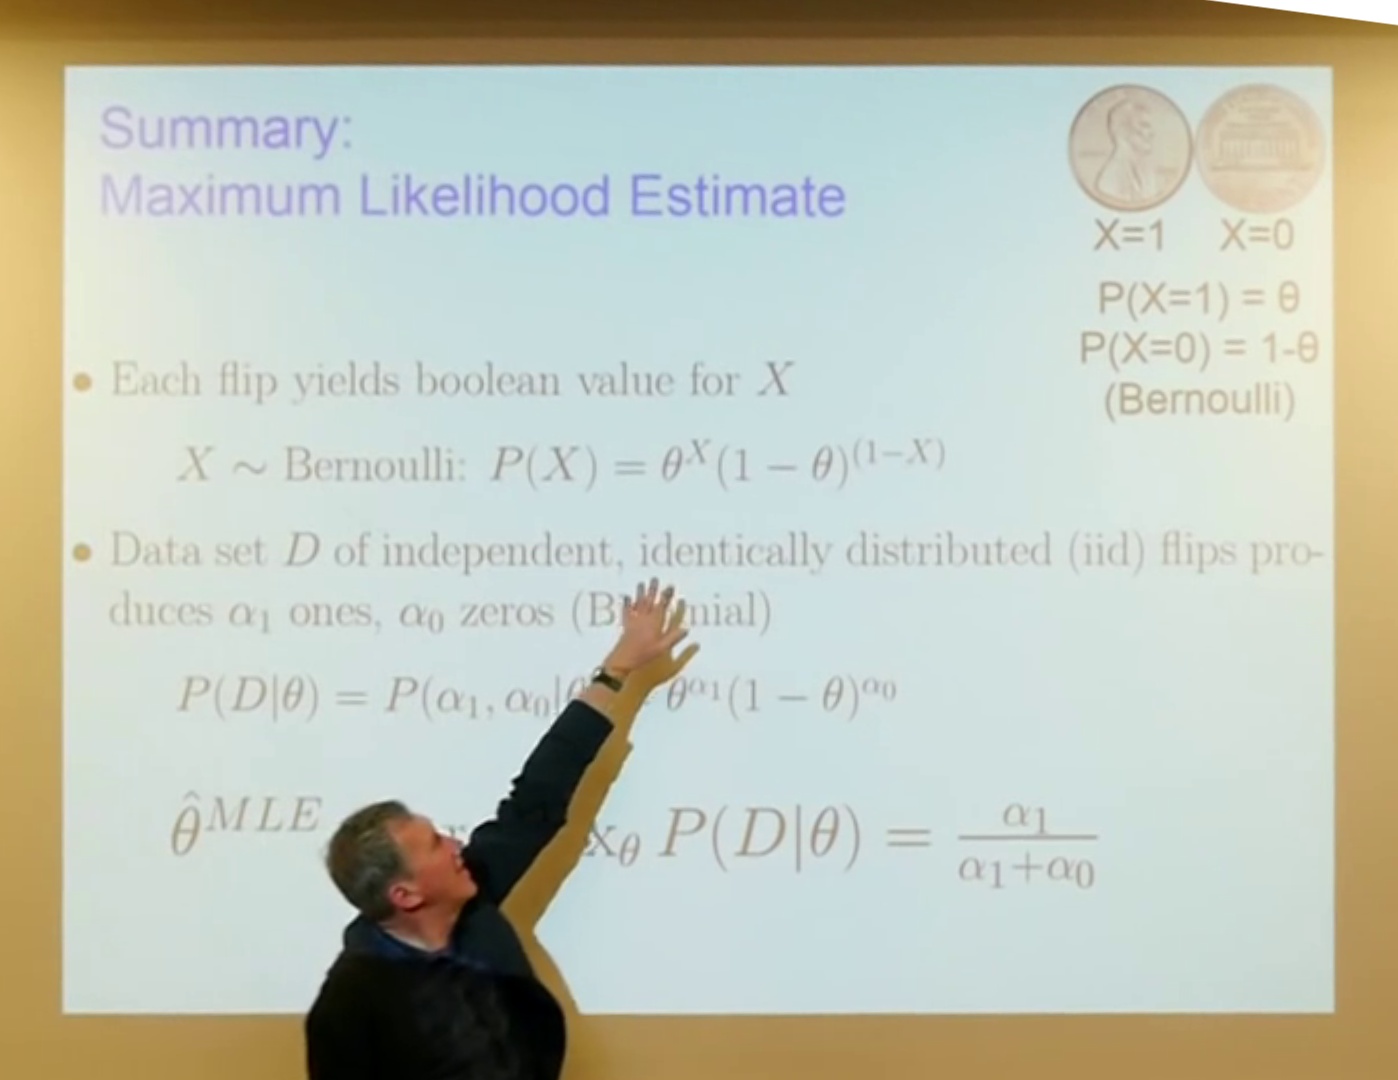 Summary:
Maximum Likelihood Estimate
X=1 X=0
P(X=1) = θ
P(X=0) = 1-θ
(Bernoulli)
• Each flip yields boolean value for X
X ~ Bernoulli: P(X) = θ^X(1 − θ)^(1−X)
• Data set D of independent, identically distributed (iid) flips pro-
duces α₁ ones, α₀ zeros
P(D|θ) = P(α₁, α₀|θ θ^α₁(1 − θ)^α₀
θ̂^MLE x_θ P(D|θ) = α₁/(α₁+α₀)